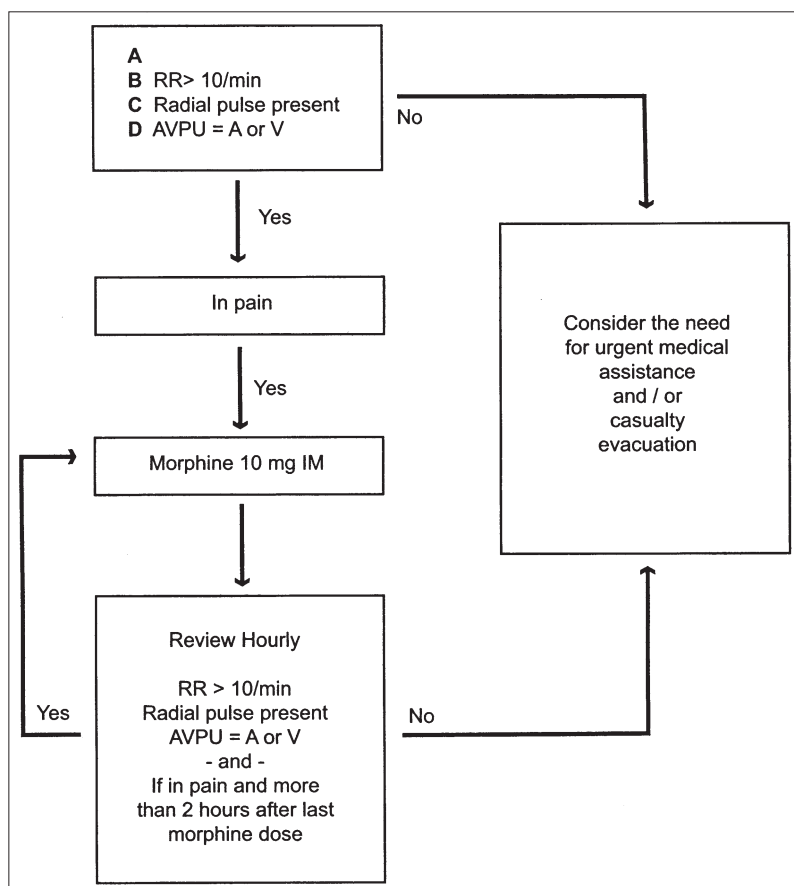 A
B RR> 10/min
C Radial pulse present
D AVPU = A or V
No
Yes
In pain
Yes
Consider the need
for urgent medical
assistance
and / or
casualty
evacuation
Morphine 10 mg IM
Review Hourly
RR > 10/min
Radial pulse present
AVPU = A or V
- and -
If in pain and more
than 2 hours after last
morphine dose
Yes
No